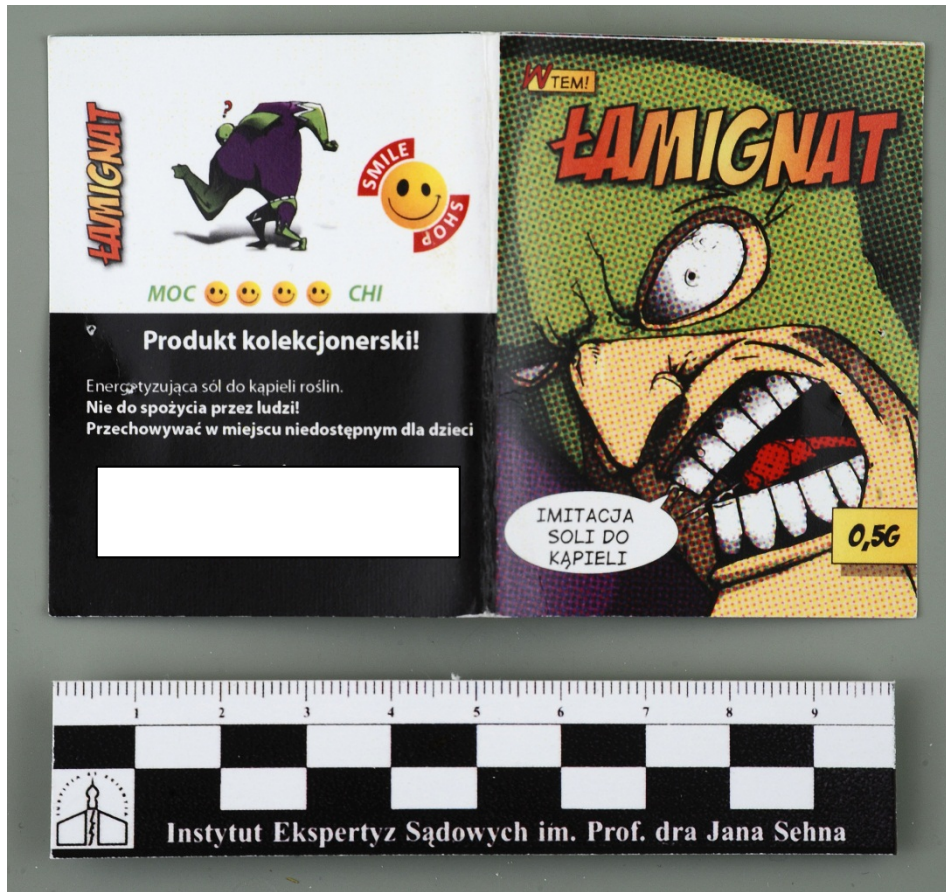 ŁAMIGNAT
?
SMILE
SHOP
MOC CHI
Produkt kolekcjonerski!
Energetyzująca sól do kąpieli roślin.
Nie do spożycia przez ludzi!
Przechowywać w miejscu niedostępnym dla dzieci
WTEM!
ŁAMIGNAT
IMITACJA
SOLI DO
KĄPIELI
0,5G
1 2 3 4 5 6 7 8 9
Instytut Ekspertyz Sądowych im. Prof. dra Jana Sehna